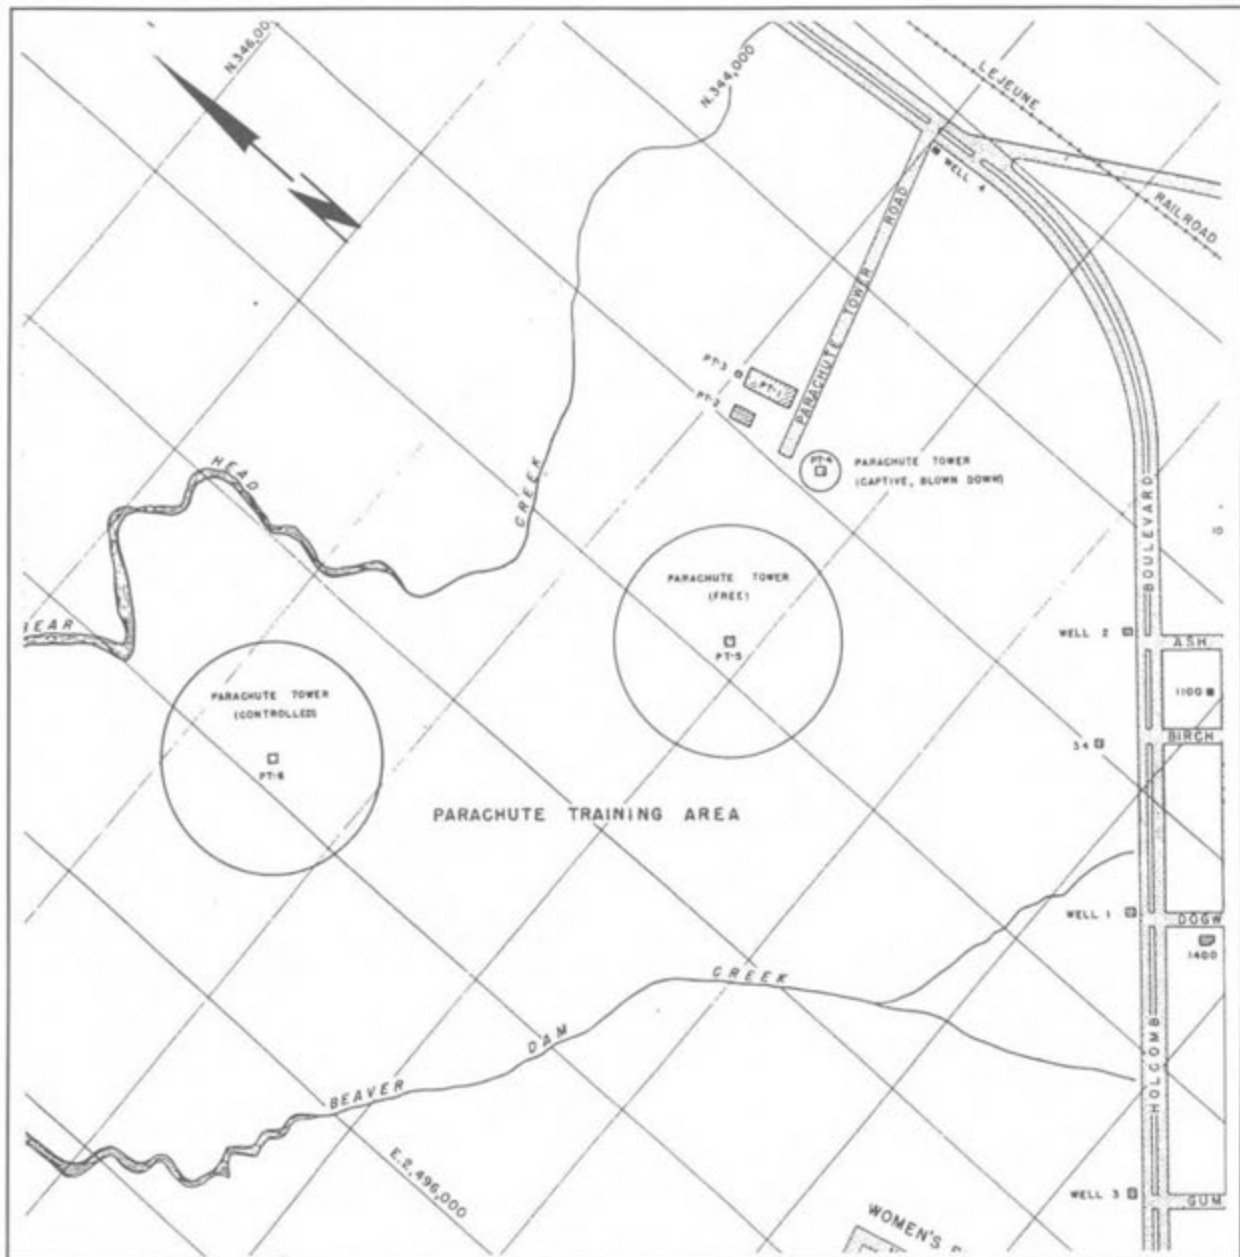 N.346,00
N.344,000
LEJEUNE
RAILROAD
WELL 4
PARACHUTE TOWER ROAD
PT-3
PT-1
PT-2
PT-4
PARACHUTE TOWER
(CAPTIVE, BLOWN DOWN)
HEAD
CREEK
BEAR
PARACHUTE TOWER
(FREE)
PT-5
BOULEVARD
10
WELL 2
ASH
1100
BIRCH
34
PARACHUTE TOWER
(CONTROLLED)
PT-6
PARACHUTE TRAINING AREA
WELL 1
DOGW
1400
CREEK
DAM
BEAVER
HOLCOMB
E.2,496,000
WELL 3
GUM
WOMEN'S